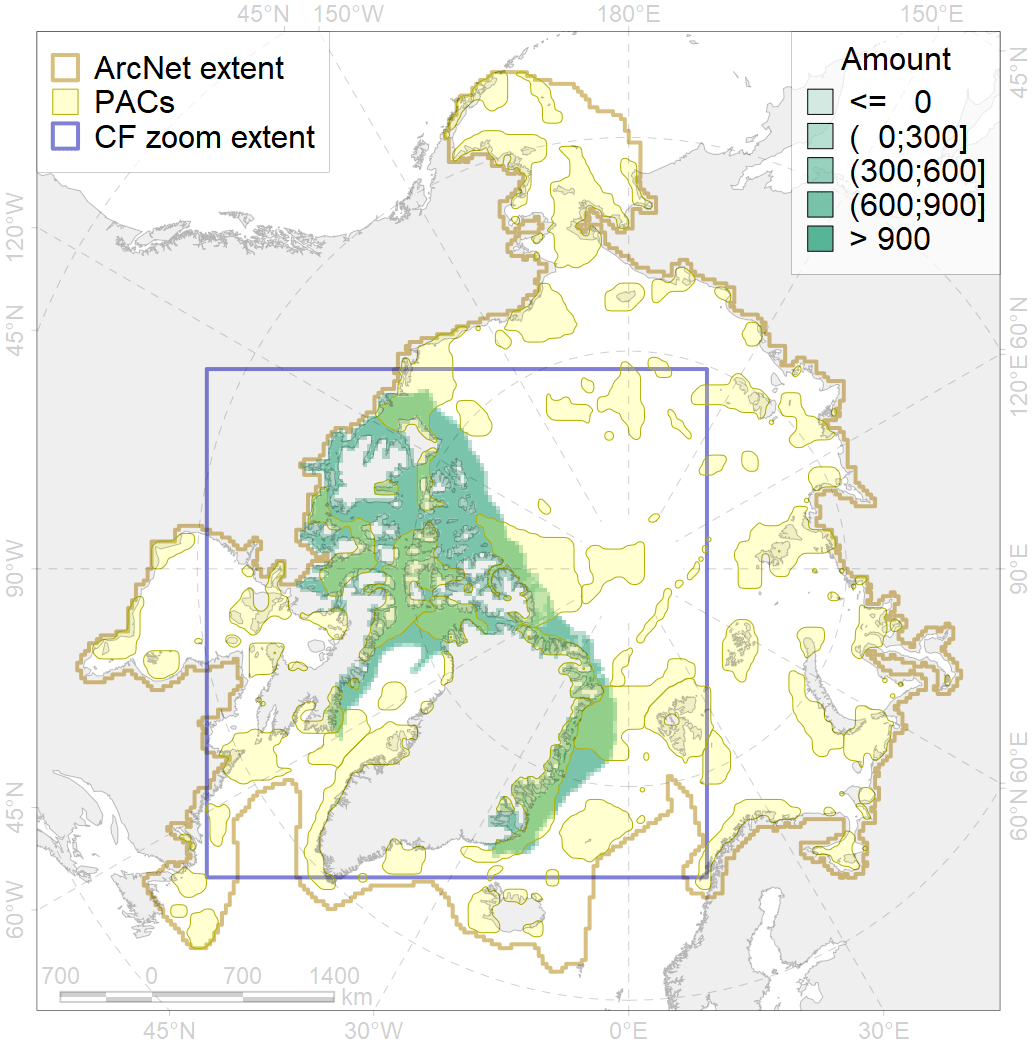 45°N 150°W 180°E 150°E
ArcNet extent
PACs
CF zoom extent
Amount
<= 0
( 0;300]
(300;600]
(600;900]
> 900
45°N
120°W
45°N
90°W
45°N
60°W
60°N
120°E
90°E
60°E
60°N
700 0 700 1400
km
45°N 30°W 0°E 30°E